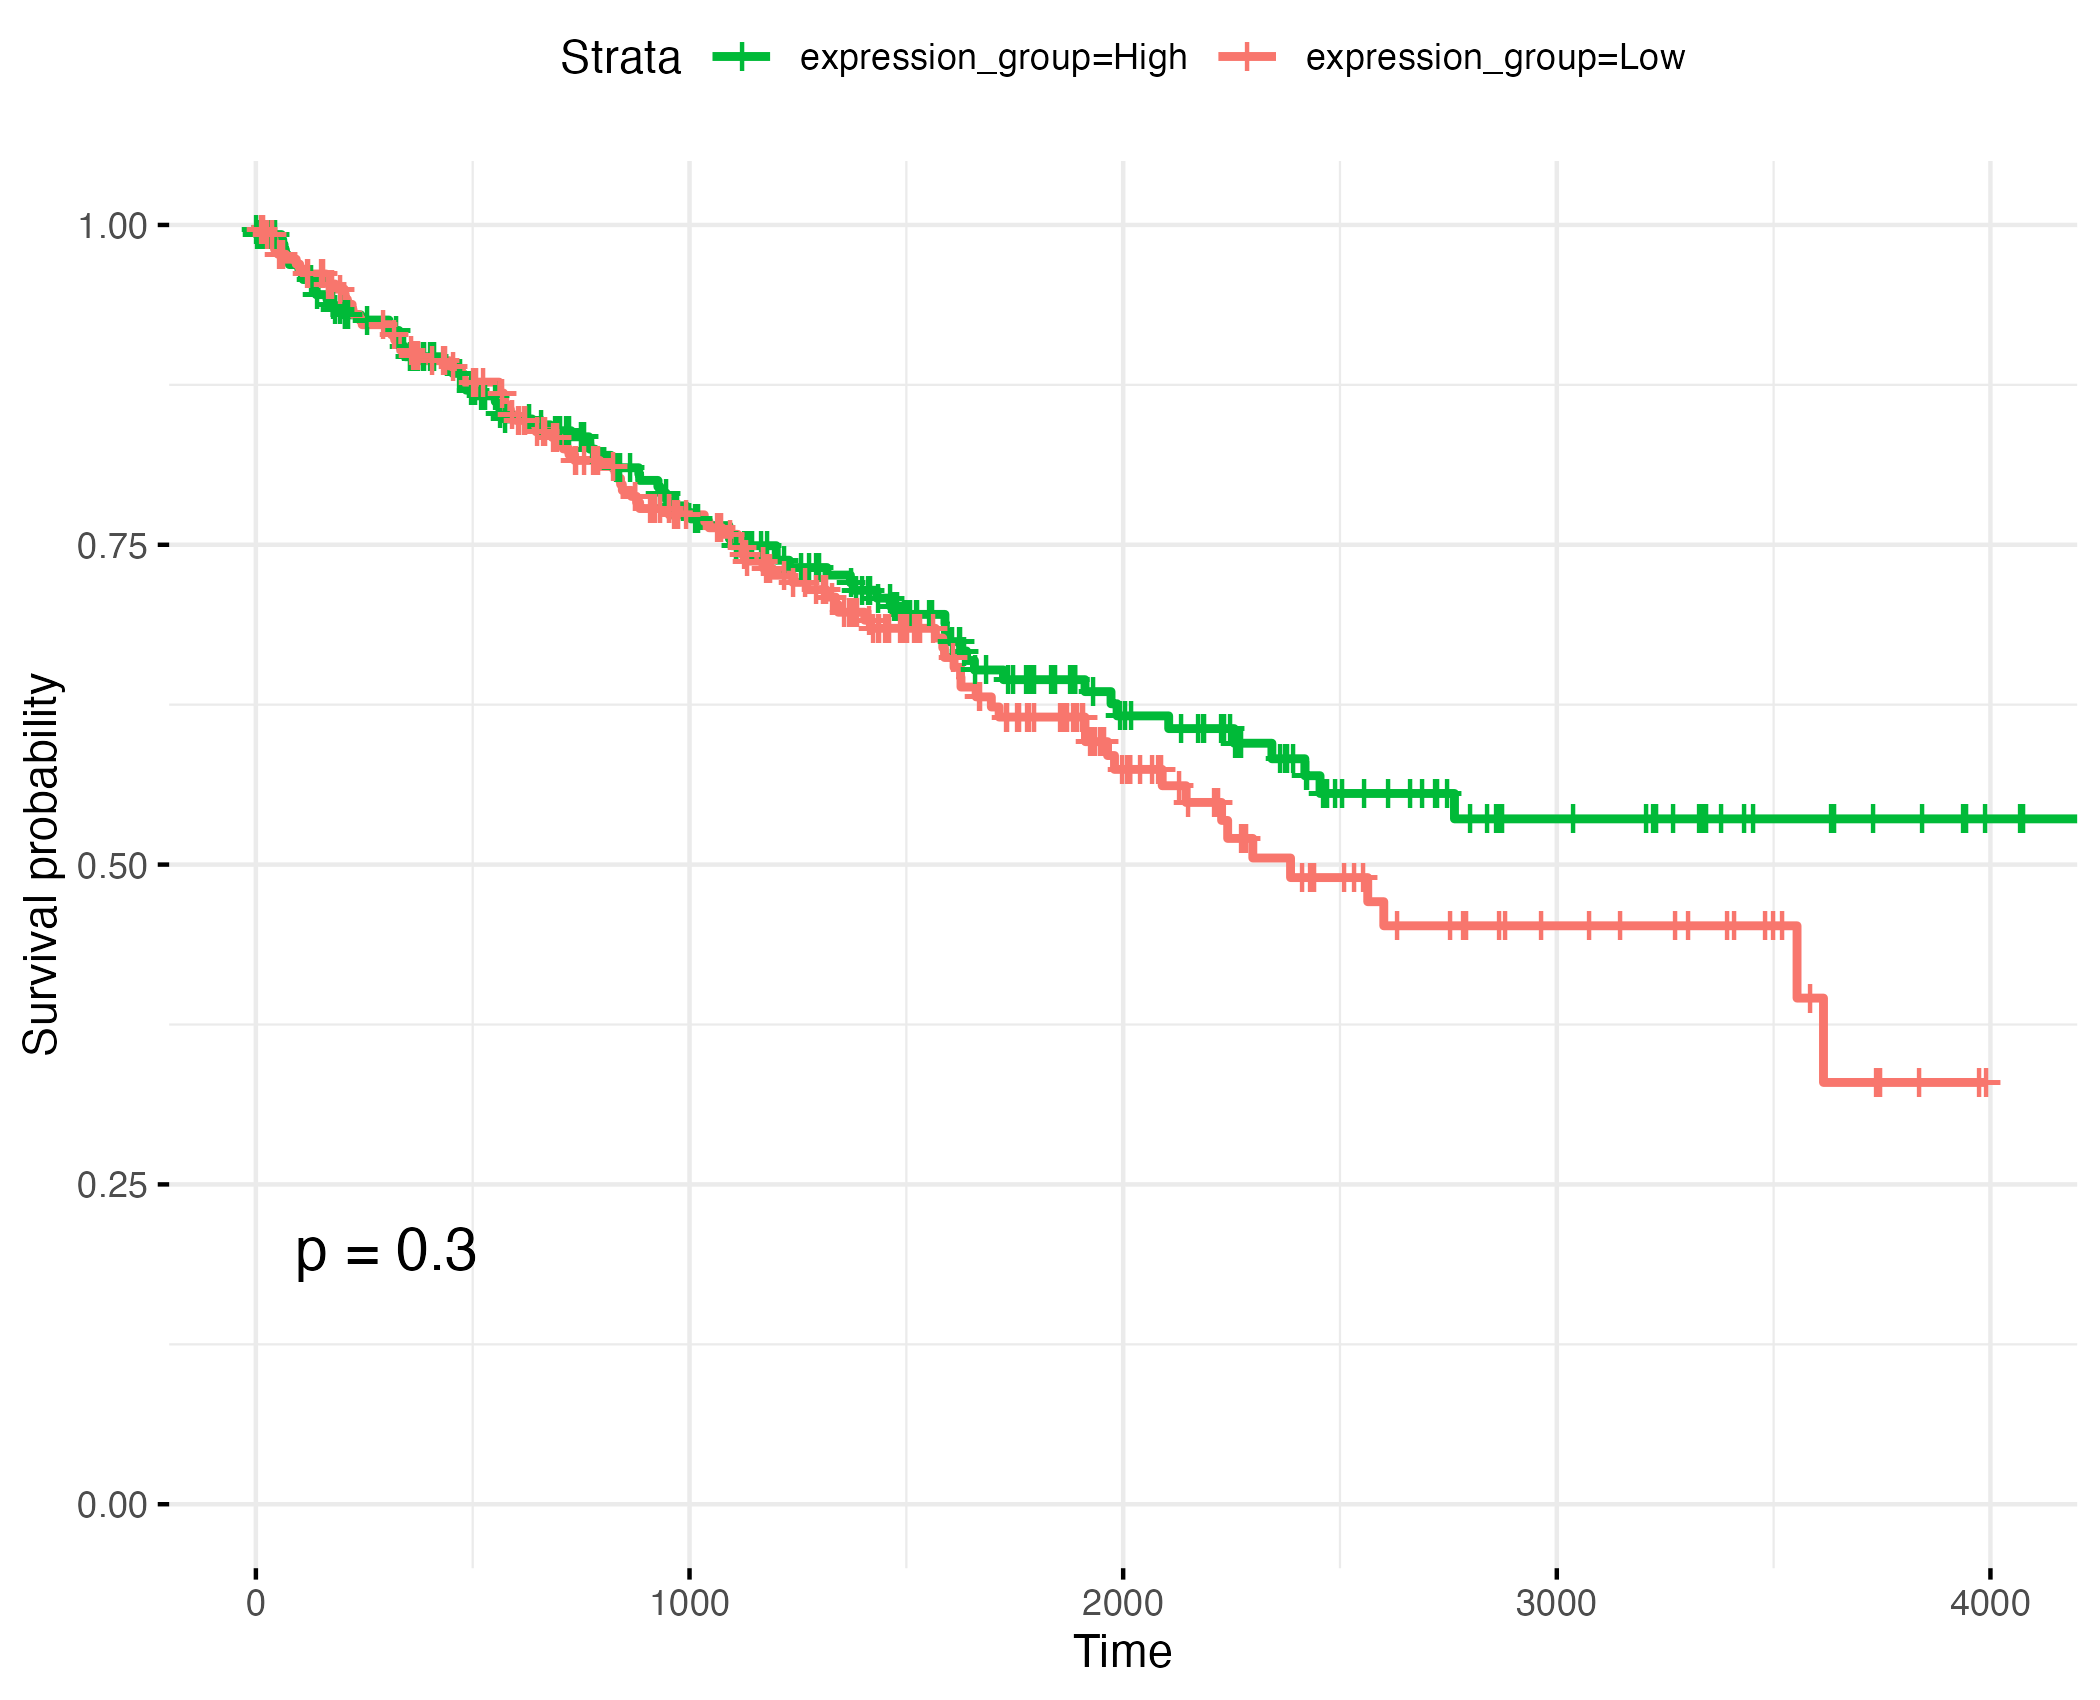 Strata expression_group=High expression_group=Low
1.00
0.75
0.50
0.25
0.00
Survival probability
p = 0.3
0 1000 2000 3000 4000
Time